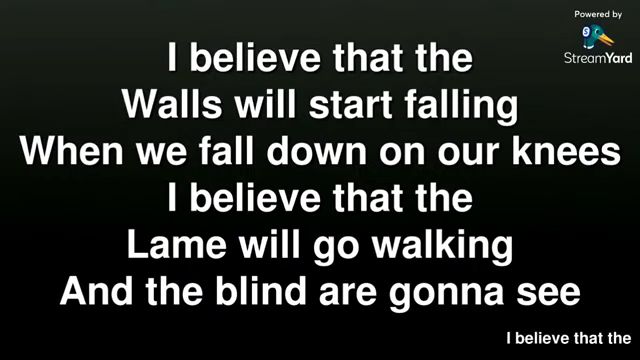 Powered by
StreamYard
I believe that the
Walls will start falling
When we fall down on our knees
I believe that the
Lame will go walking
And the blind are gonna see
I believe that the